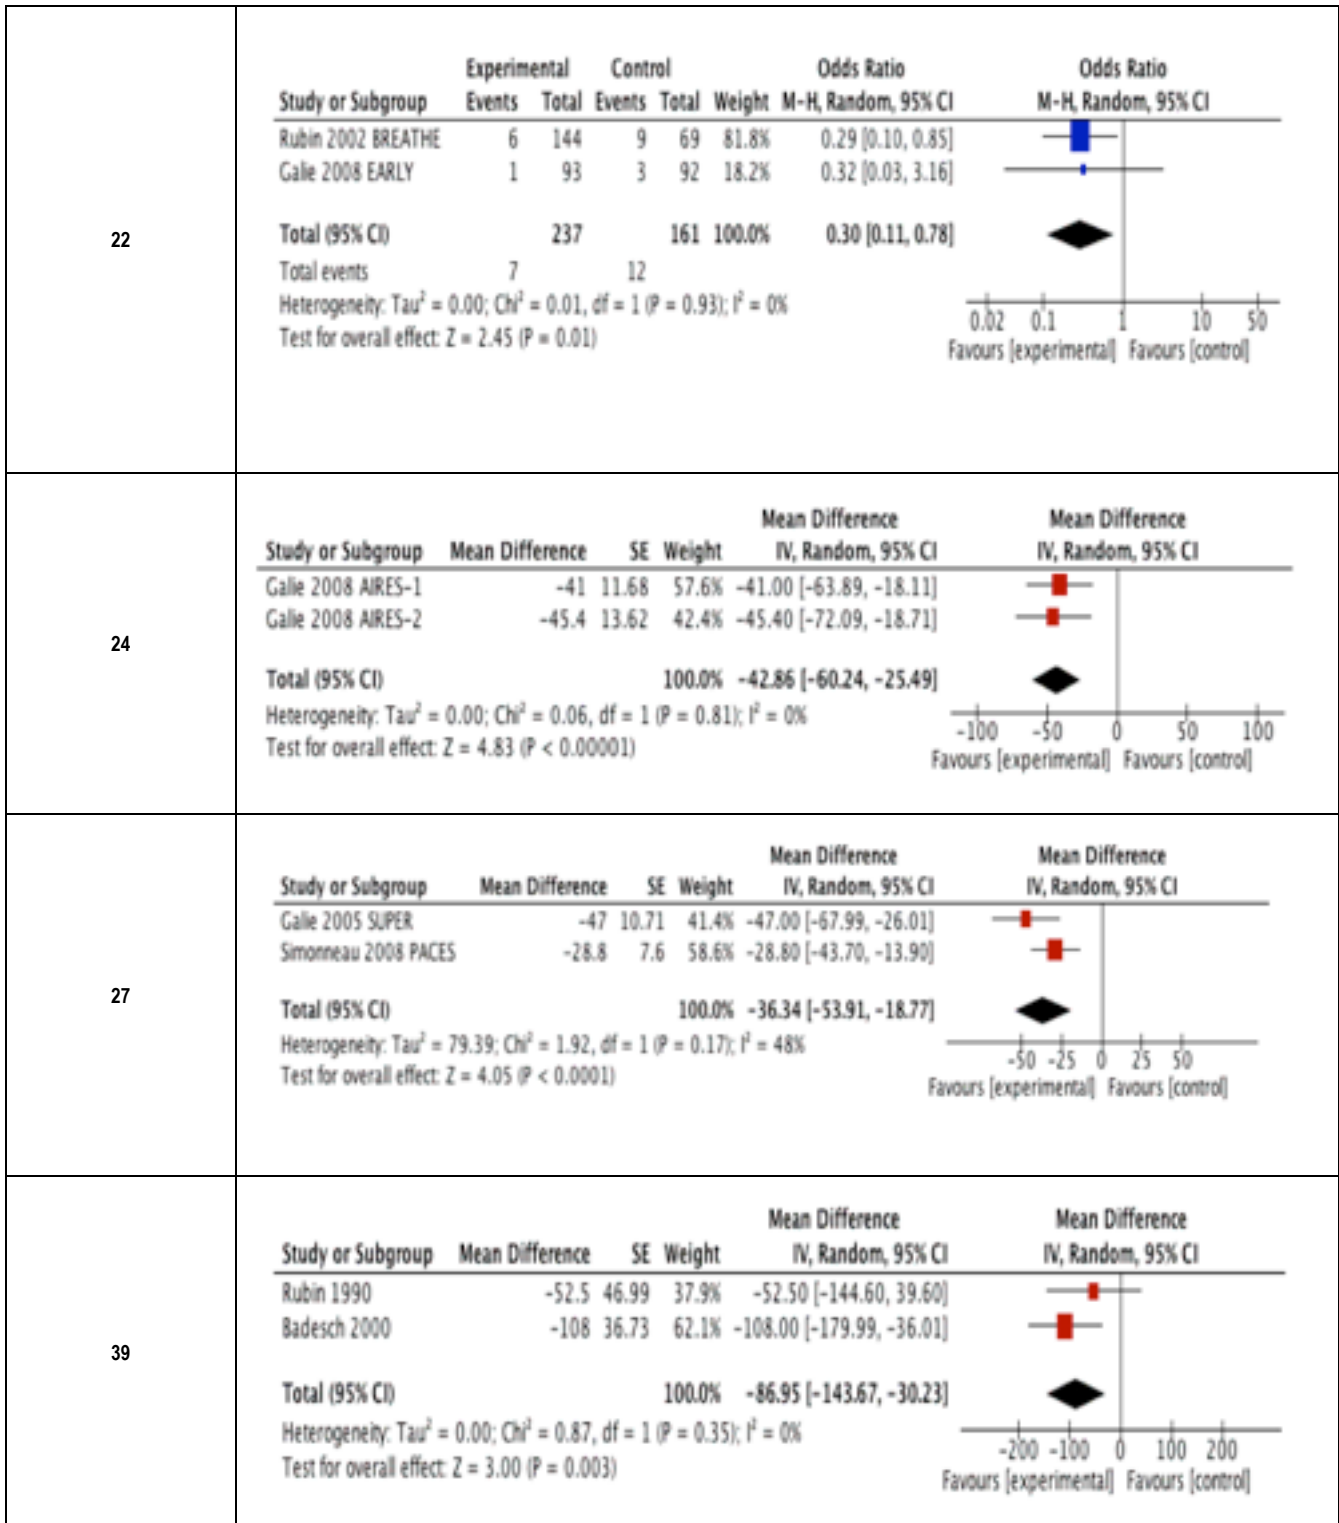 22
Experimental Control Odds Ratio Odds Ratio
Study or Subgroup Events Total Events Total Weight M-H, Random, 95% CI M-H, Random, 95% CI
Rubin 2002 BREATHE 6 144 9 69 81.8% 0.29 [0.10, 0.85]
Galie 2008 EARLY 1 93 3 92 18.2% 0.32 [0.03, 3.16]
Total (95% CI) 237 161 100.0% 0.30 [0.11, 0.78]
Total events 7 12
Heterogeneity: Tau² = 0.00; Chi² = 0.01, df = 1 (P = 0.93); I² = 0%
Test for overall effect: Z = 2.45 (P = 0.01)
0.02 0.1 1 10 50
Favours [experimental] Favours [control]
24
Mean Difference Mean Difference
Study or Subgroup Mean Difference SE Weight IV, Random, 95% CI IV, Random, 95% CI
Galie 2008 AIRES-1 -41 11.68 57.6% -41.00 [-63.89, -18.11]
Galie 2008 AIRES-2 -45.4 13.62 42.4% -45.40 [-72.09, -18.71]
Total (95% CI) 100.0% -42.86 [-60.24, -25.49]
Heterogeneity: Tau² = 0.00; Chi² = 0.06, df = 1 (P = 0.81); I² = 0%
Test for overall effect: Z = 4.83 (P < 0.00001)
-100 -50 0 50 100
Favours [experimental] Favours [control]
27
Mean Difference Mean Difference
Study or Subgroup Mean Difference SE Weight IV, Random, 95% CI IV, Random, 95% CI
Galie 2005 SUPER -47 10.71 41.4% -47.00 [-67.99, -26.01]
Simonneau 2008 PACES -28.8 7.6 58.6% -28.80 [-43.70, -13.90]
Total (95% CI) 100.0% -36.34 [-53.91, -18.77]
Heterogeneity: Tau² = 79.39; Chi² = 1.92, df = 1 (P = 0.17); I² = 48%
Test for overall effect: Z = 4.05 (P < 0.0001)
-50 -25 0 25 50
Favours [experimental] Favours [control]
39
Mean Difference Mean Difference
Study or Subgroup Mean Difference SE Weight IV, Random, 95% CI IV, Random, 95% CI
Rubin 1990 -52.5 46.99 37.9% -52.50 [-144.60, 39.60]
Badesch 2000 -108 36.73 62.1% -108.00 [-179.99, -36.01]
Total (95% CI) 100.0% -86.95 [-143.67, -30.23]
Heterogeneity: Tau² = 0.00; Chi² = 0.87, df = 1 (P = 0.35); I² = 0%
Test for overall effect: Z = 3.00 (P = 0.003)
-200 -100 0 100 200
Favours [experimental] Favours [control]